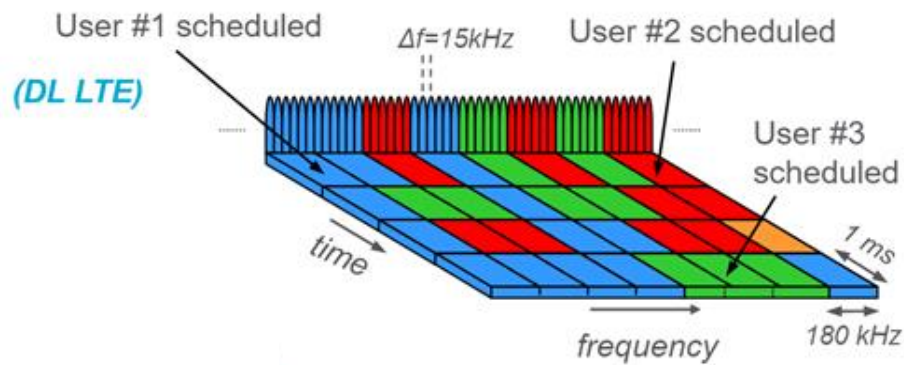 User #1 scheduled
Δf=15kHz
User #2 scheduled
(DL LTE)
User #3
scheduled
time
1 ms
frequency
180 kHz